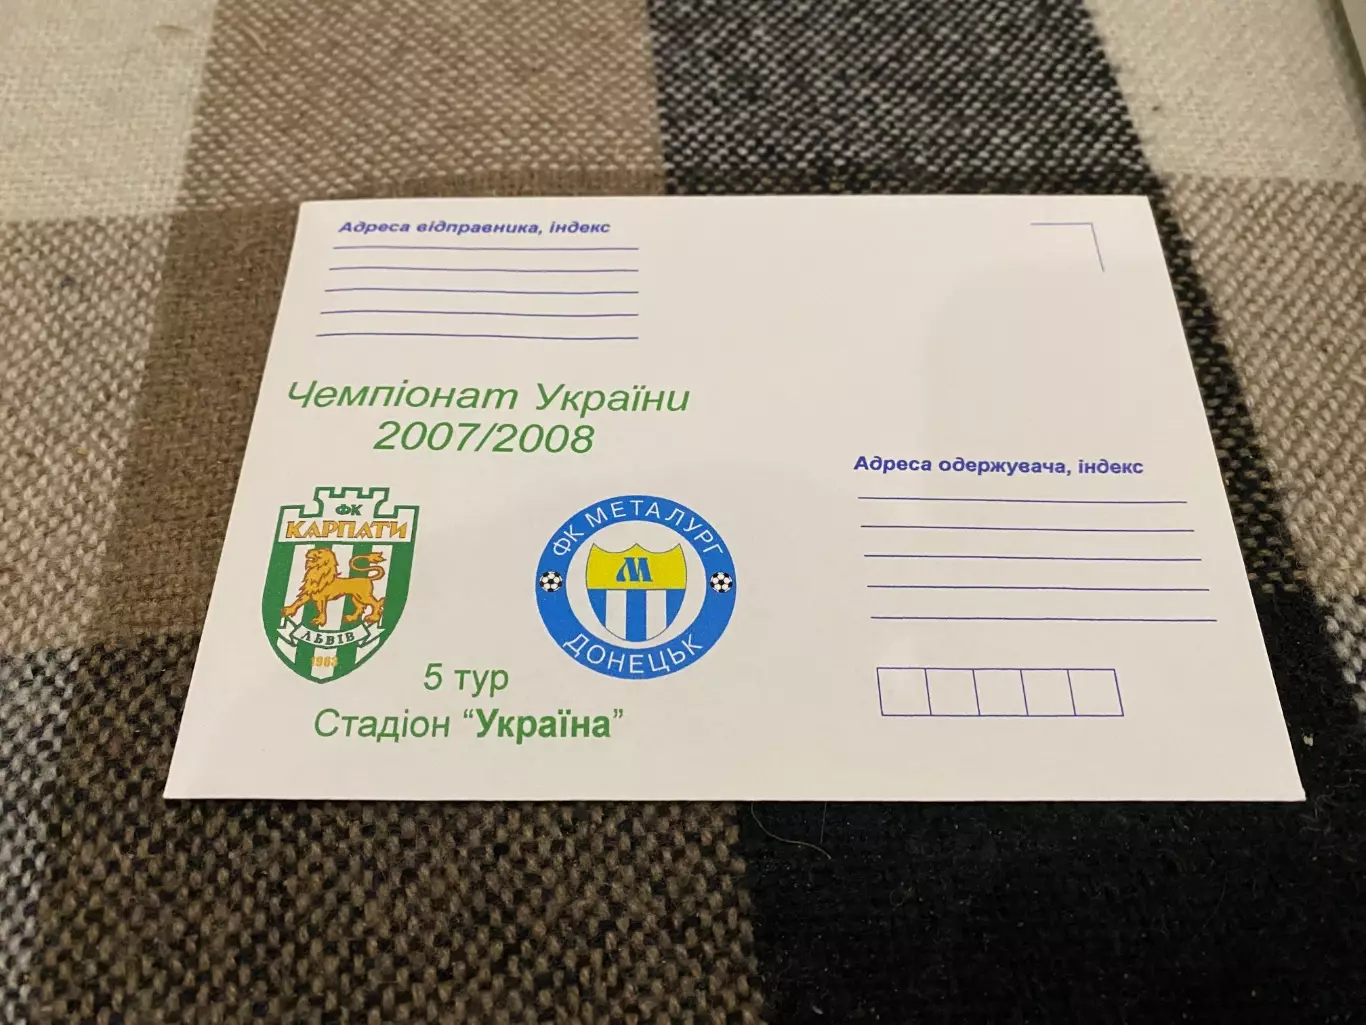 Адреса відправника, індекс
Чемпіонат України
2007/2008
ФК
КАРПАТИ
ЛЬВІВ
1963
ФК МЕТАЛУРГ
М
ДОНЕЦЬК
5 тур
Стадіон “Україна”
Адреса одержувача, індекс